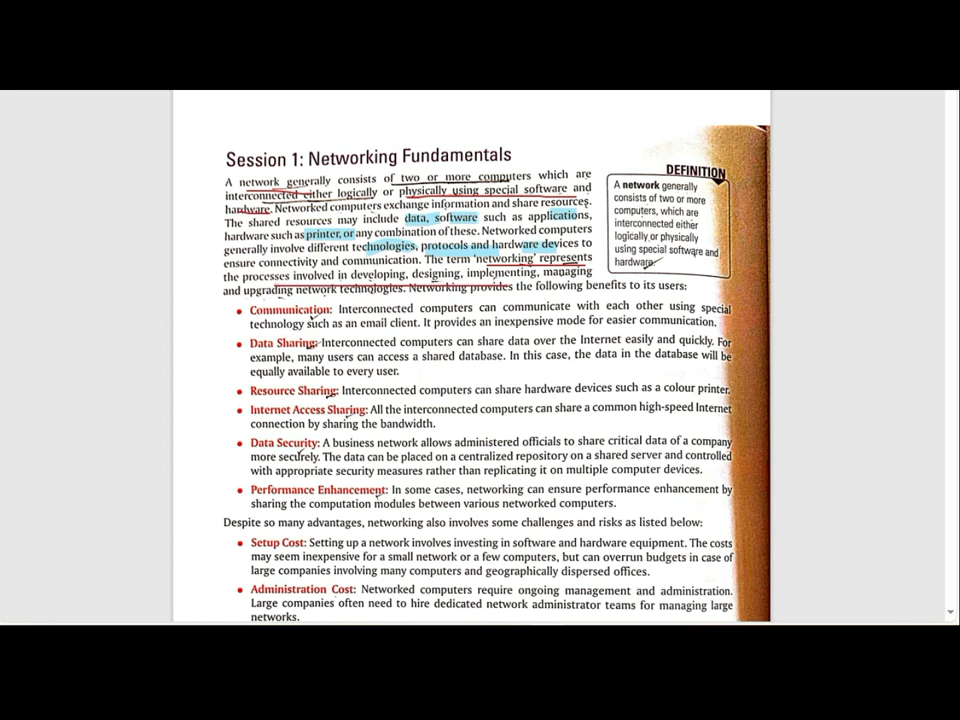 Session 1: Networking Fundamentals
A network generally consists of two or more computers which are
interconnected either logically or physically using special software and
hardware. Networked computers exchange information and share resources.
The shared resources may include data, software such as applications,
hardware such as printer, or any combination of these. Networked computers
generally involve different technologies, protocols and hardware devices to
ensure connectivity and communication. The term 'networking' represents
the processes involved in developing, designing, implementing, managing
and upgrading network technologies. Networking provides the following benefits to its users:
DEFINITION
A network generally
consists of two or more
computers, which are
interconnected either
logically or physically
using special software and
hardware.
• Communication: Interconnected computers can communicate with each other using special
technology such as an email client. It provides an inexpensive mode for easier communication.
• Data Sharing: Interconnected computers can share data over the Internet easily and quickly. For
example, many users can access a shared database. In this case, the data in the database will be
equally available to every user.
• Resource Sharing: Interconnected computers can share hardware devices such as a colour printer.
• Internet Access Sharing: All the interconnected computers can share a common high-speed Internet
connection by sharing the bandwidth.
• Data Security: A business network allows administered officials to share critical data of a company
more securely. The data can be placed on a centralized repository on a shared server and controlled
with appropriate security measures rather than replicating it on multiple computer devices.
• Performance Enhancement: In some cases, networking can ensure performance enhancement by
sharing the computation modules between various networked computers.
Despite so many advantages, networking also involves some challenges and risks as listed below:
• Setup Cost: Setting up a network involves investing in software and hardware equipment. The costs
may seem inexpensive for a small network or a few computers, but can overrun budgets in case of
large companies involving many computers and geographically dispersed offices.
• Administration Cost: Networked computers require ongoing management and administration.
Large companies often need to hire dedicated network administrator teams for managing large
networks.